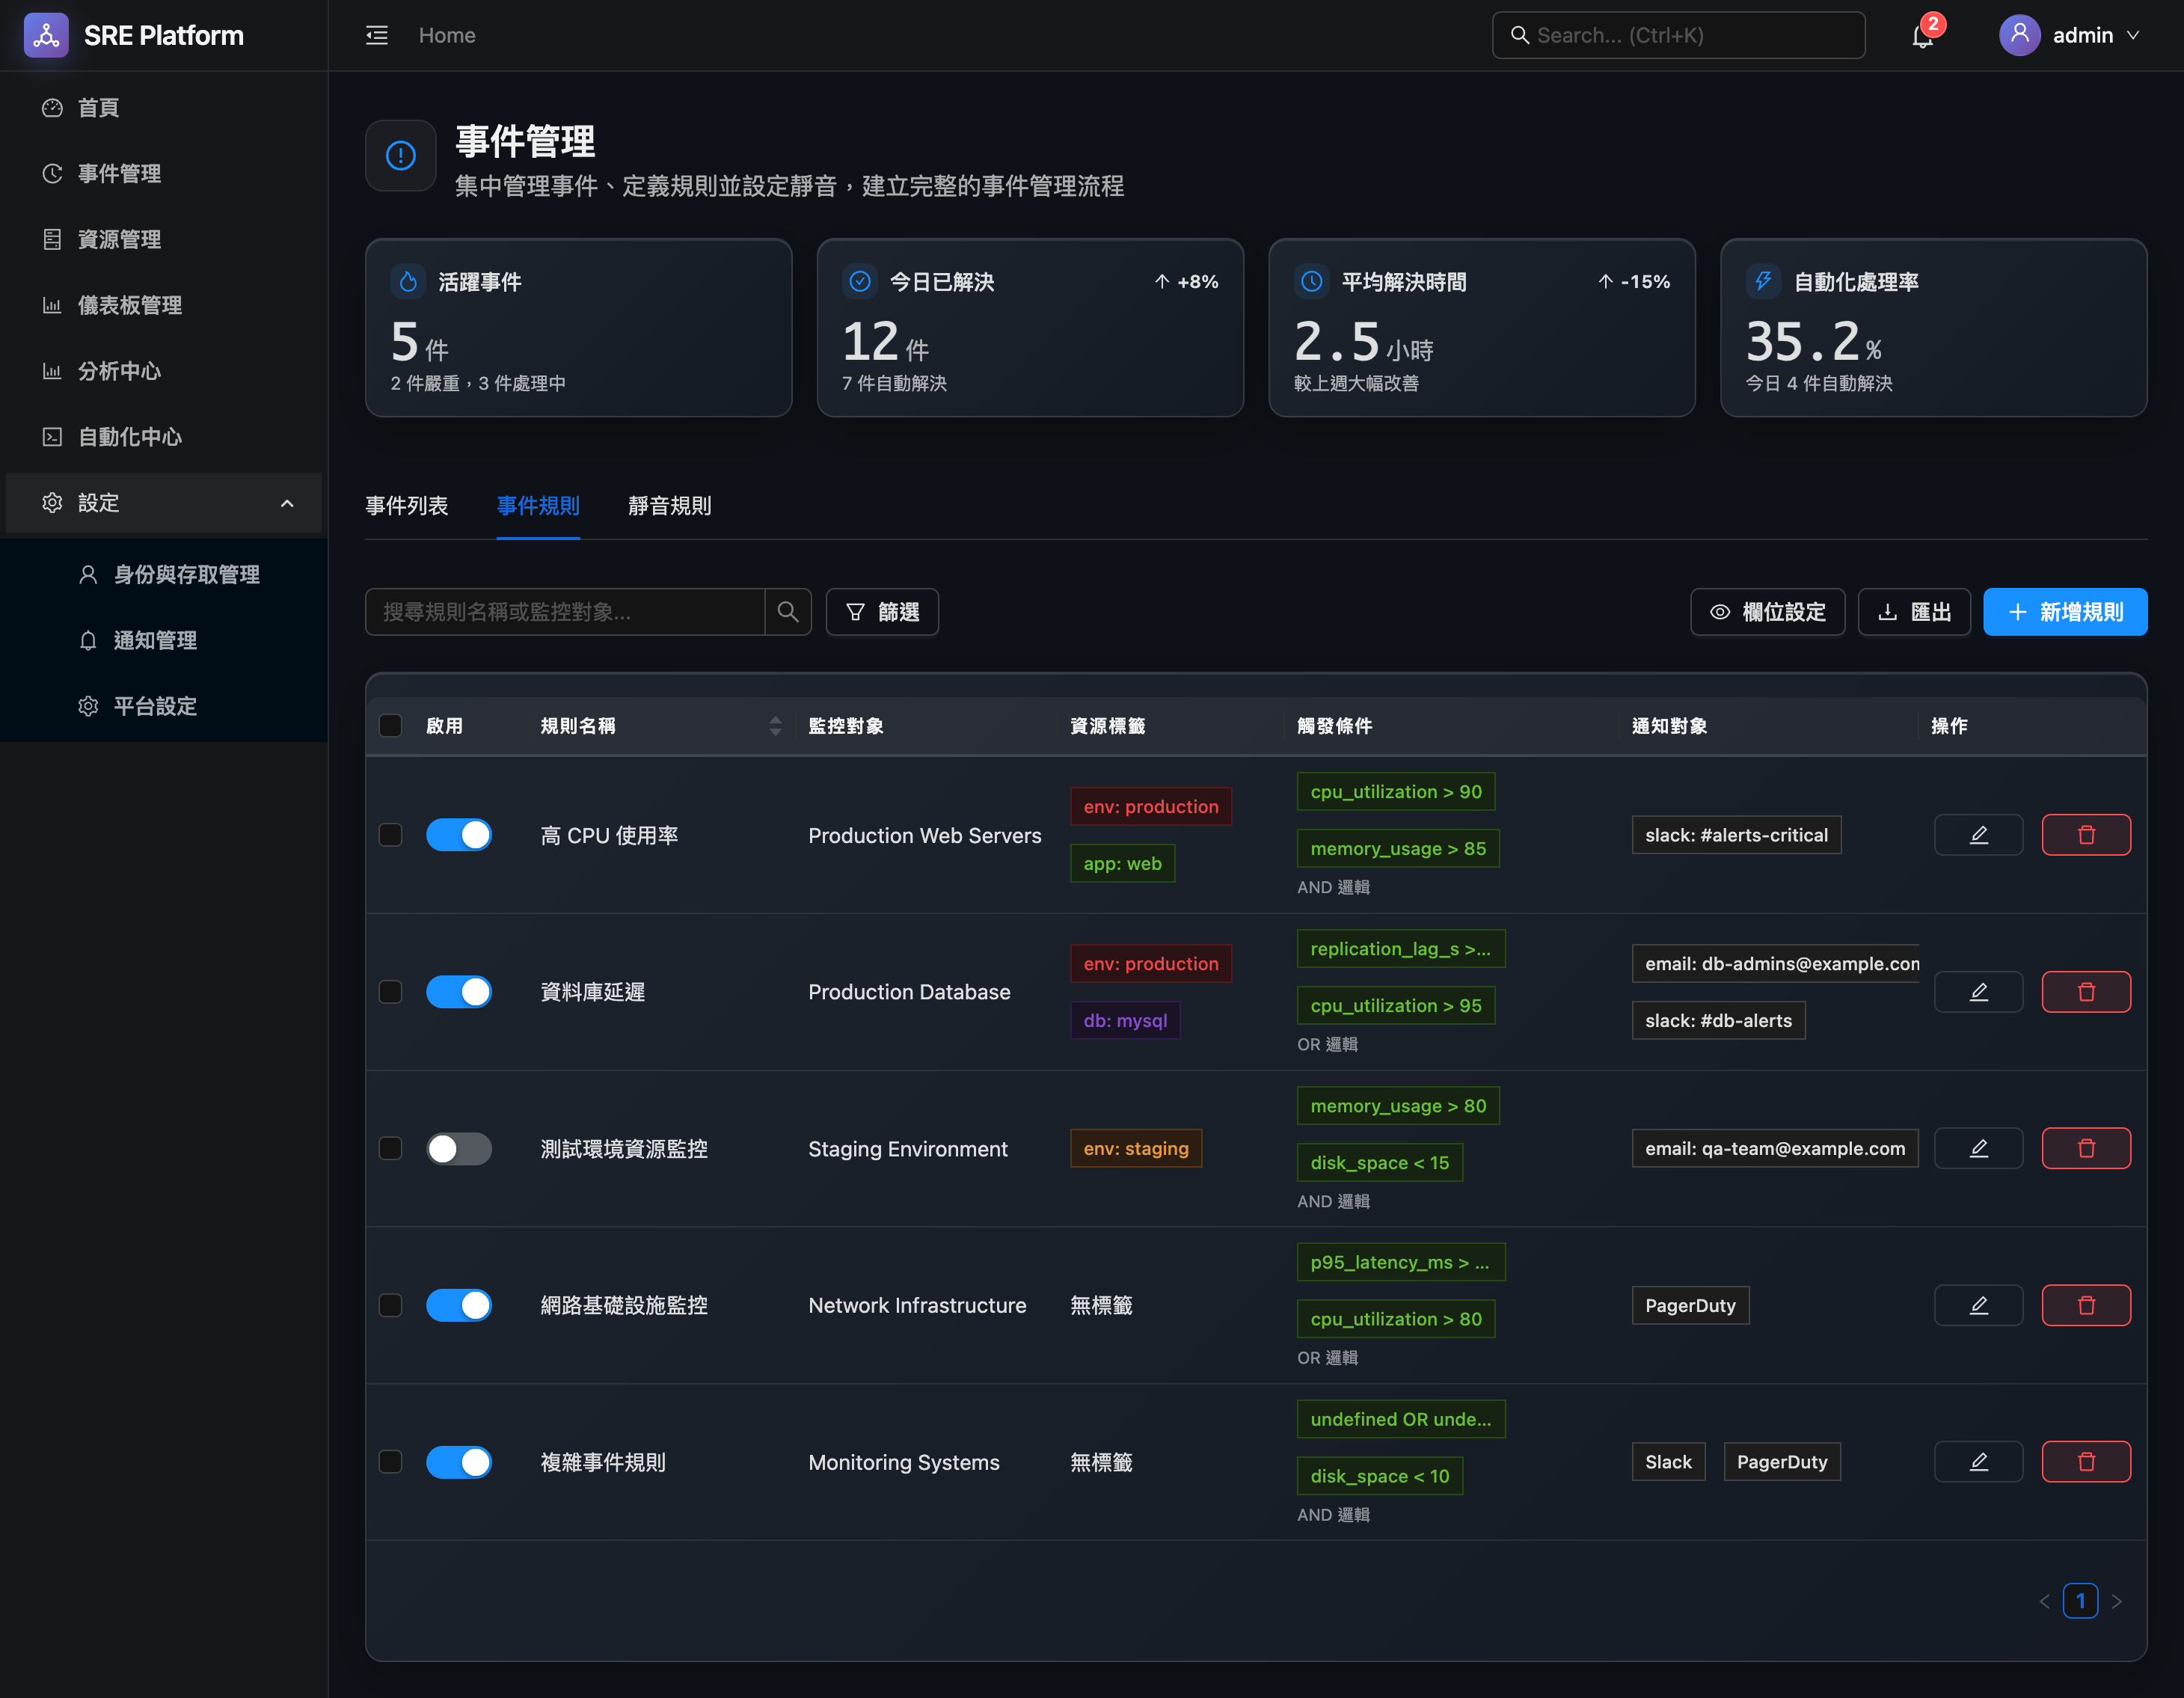 SRE Platform
Home
Search... (Ctrl+K)
2
admin
首頁
事件管理
資源管理
儀表板管理
分析中心
自動化中心
設定
身份與存取管理
通知管理
平台設定
事件管理
集中管理事件、定義規則並設定靜音，建立完整的事件管理流程
活躍事件
5 件
2 件嚴重，3 件處理中
今日已解決
+8%
12 件
7 件自動解決
平均解決時間
-15%
2.5 小時
較上週大幅改善
自動化處理率
35.2 %
今日 4 件自動解決
事件列表 事件規則 靜音規則
搜尋規則名稱或監控對象...
篩選
欄位設定
匯出
新增規則
啟用 規則名稱 監控對象 資源標籤 觸發條件 通知對象 操作
高 CPU 使用率
Production Web Servers
env: production
app: web
cpu_utilization > 90
memory_usage > 85
AND 邏輯
slack: #alerts-critical
資料庫延遲
Production Database
env: production
db: mysql
replication_lag_s >...
cpu_utilization > 95
OR 邏輯
email: db-admins@example.com
slack: #db-alerts
測試環境資源監控
Staging Environment
env: staging
memory_usage > 80
disk_space < 15
AND 邏輯
email: qa-team@example.com
網路基礎設施監控
Network Infrastructure
無標籤
p95_latency_ms > ...
cpu_utilization > 80
OR 邏輯
PagerDuty
複雜事件規則
Monitoring Systems
無標籤
undefined OR unde...
disk_space < 10
AND 邏輯
Slack
PagerDuty
1